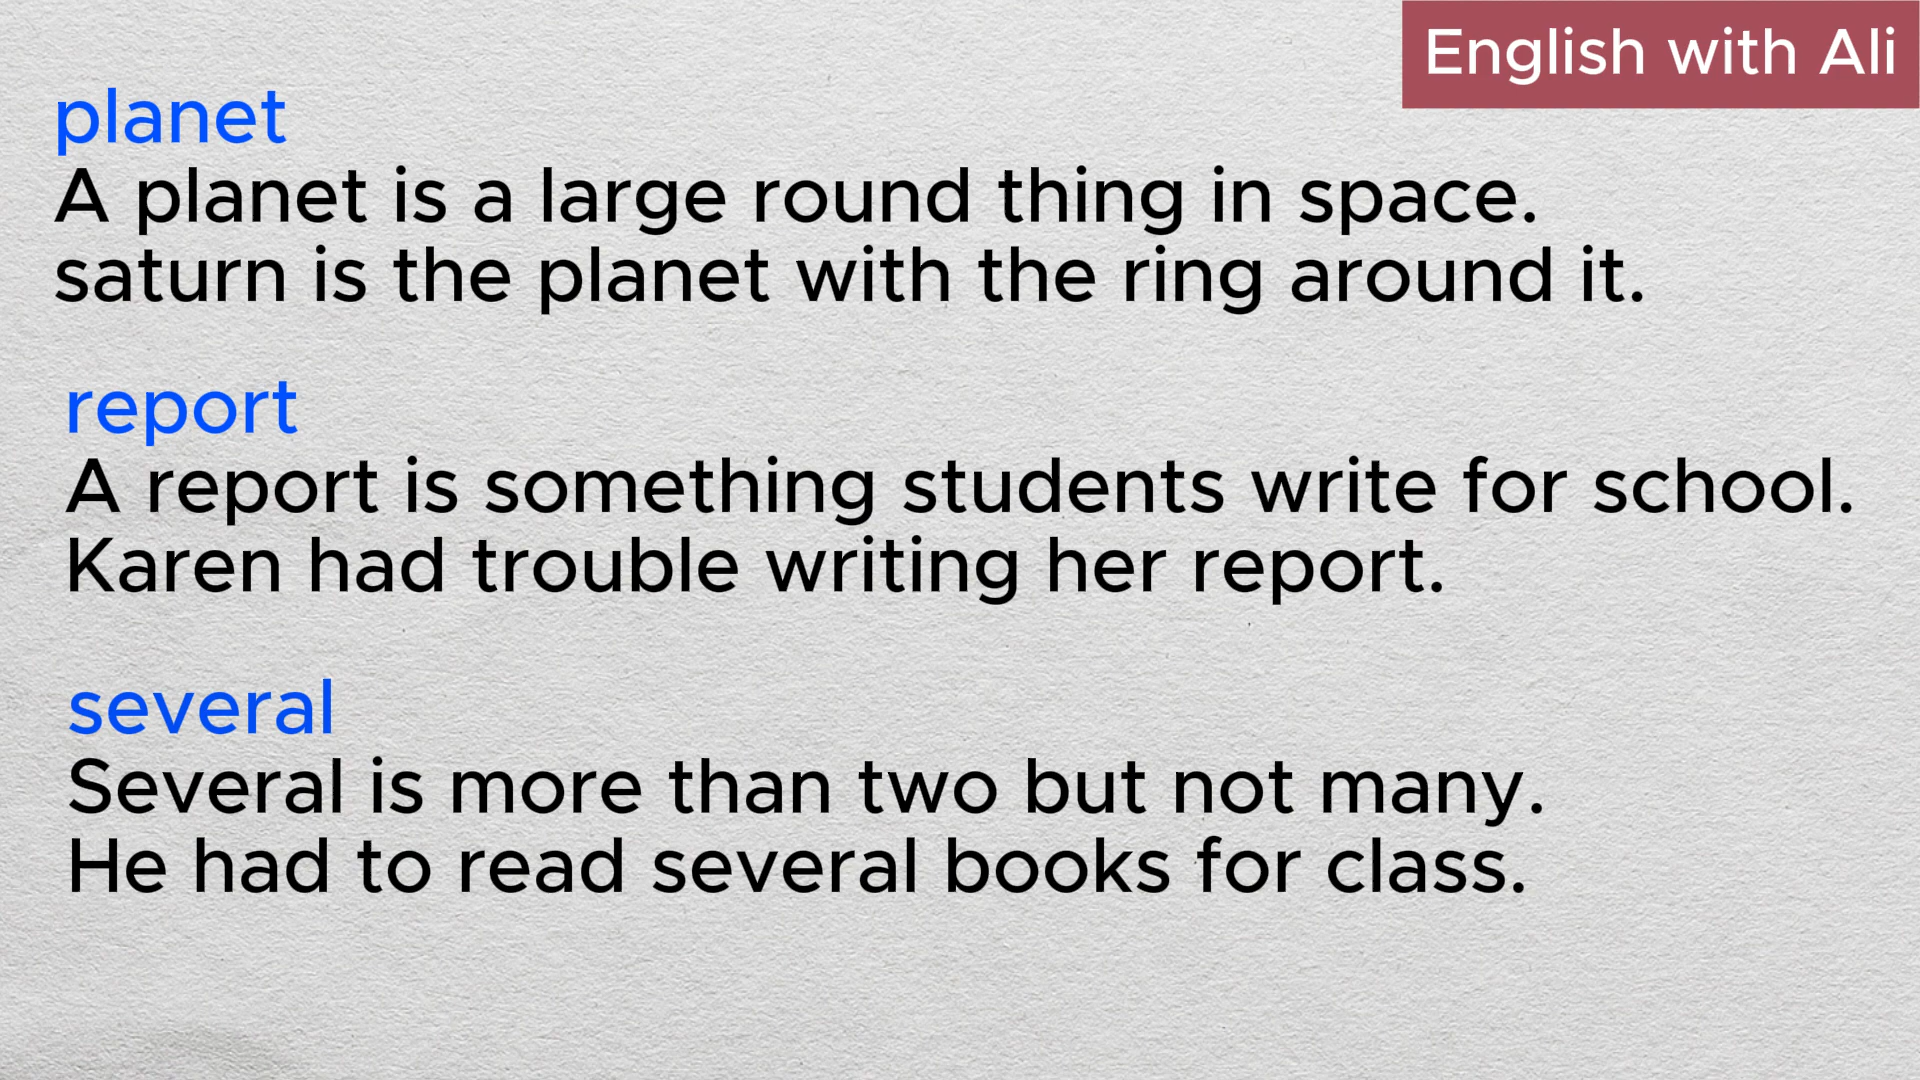 English with Ali
planet
A planet is a large round thing in space.
saturn is the planet with the ring around it.
report
A report is something students write for school.
Karen had trouble writing her report.
several
Several is more than two but not many.
He had to read several books for class.